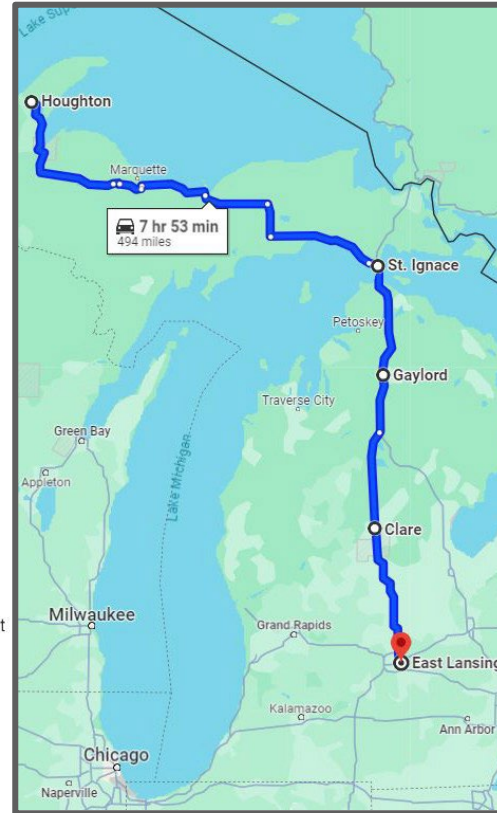 Lake Sup
Houghton
Marquette
7 hr 53 min
494 miles
St. Ignace
Petoskey
Gaylord
Traverse City
Green Bay
Appleton
Lake Michigan
Clare
t
Milwaukee
Grand Rapids
East Lansing
Kalamazoo
Ann Arbor
Chicago
Naperville